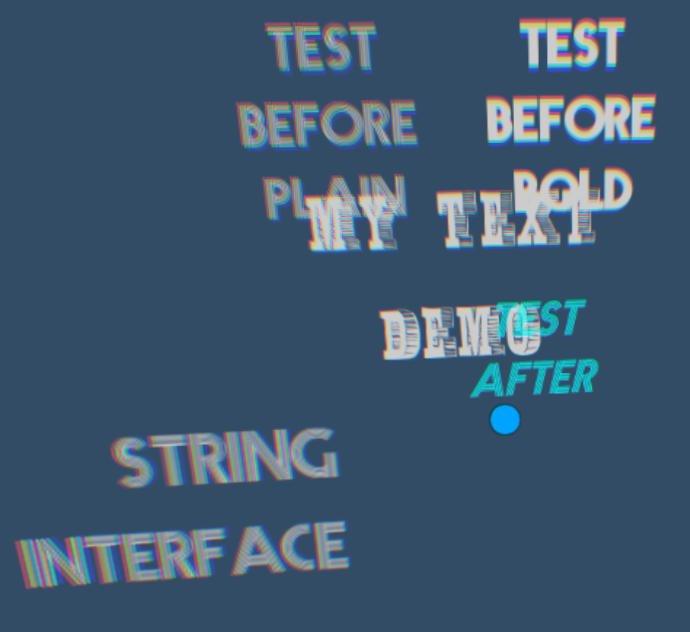 TEST
BEFORE
PLAIN
TEST
BEFORE
BOLD
MY TEXT
DEMO
TEST
AFTER
STRING
INTERFACE